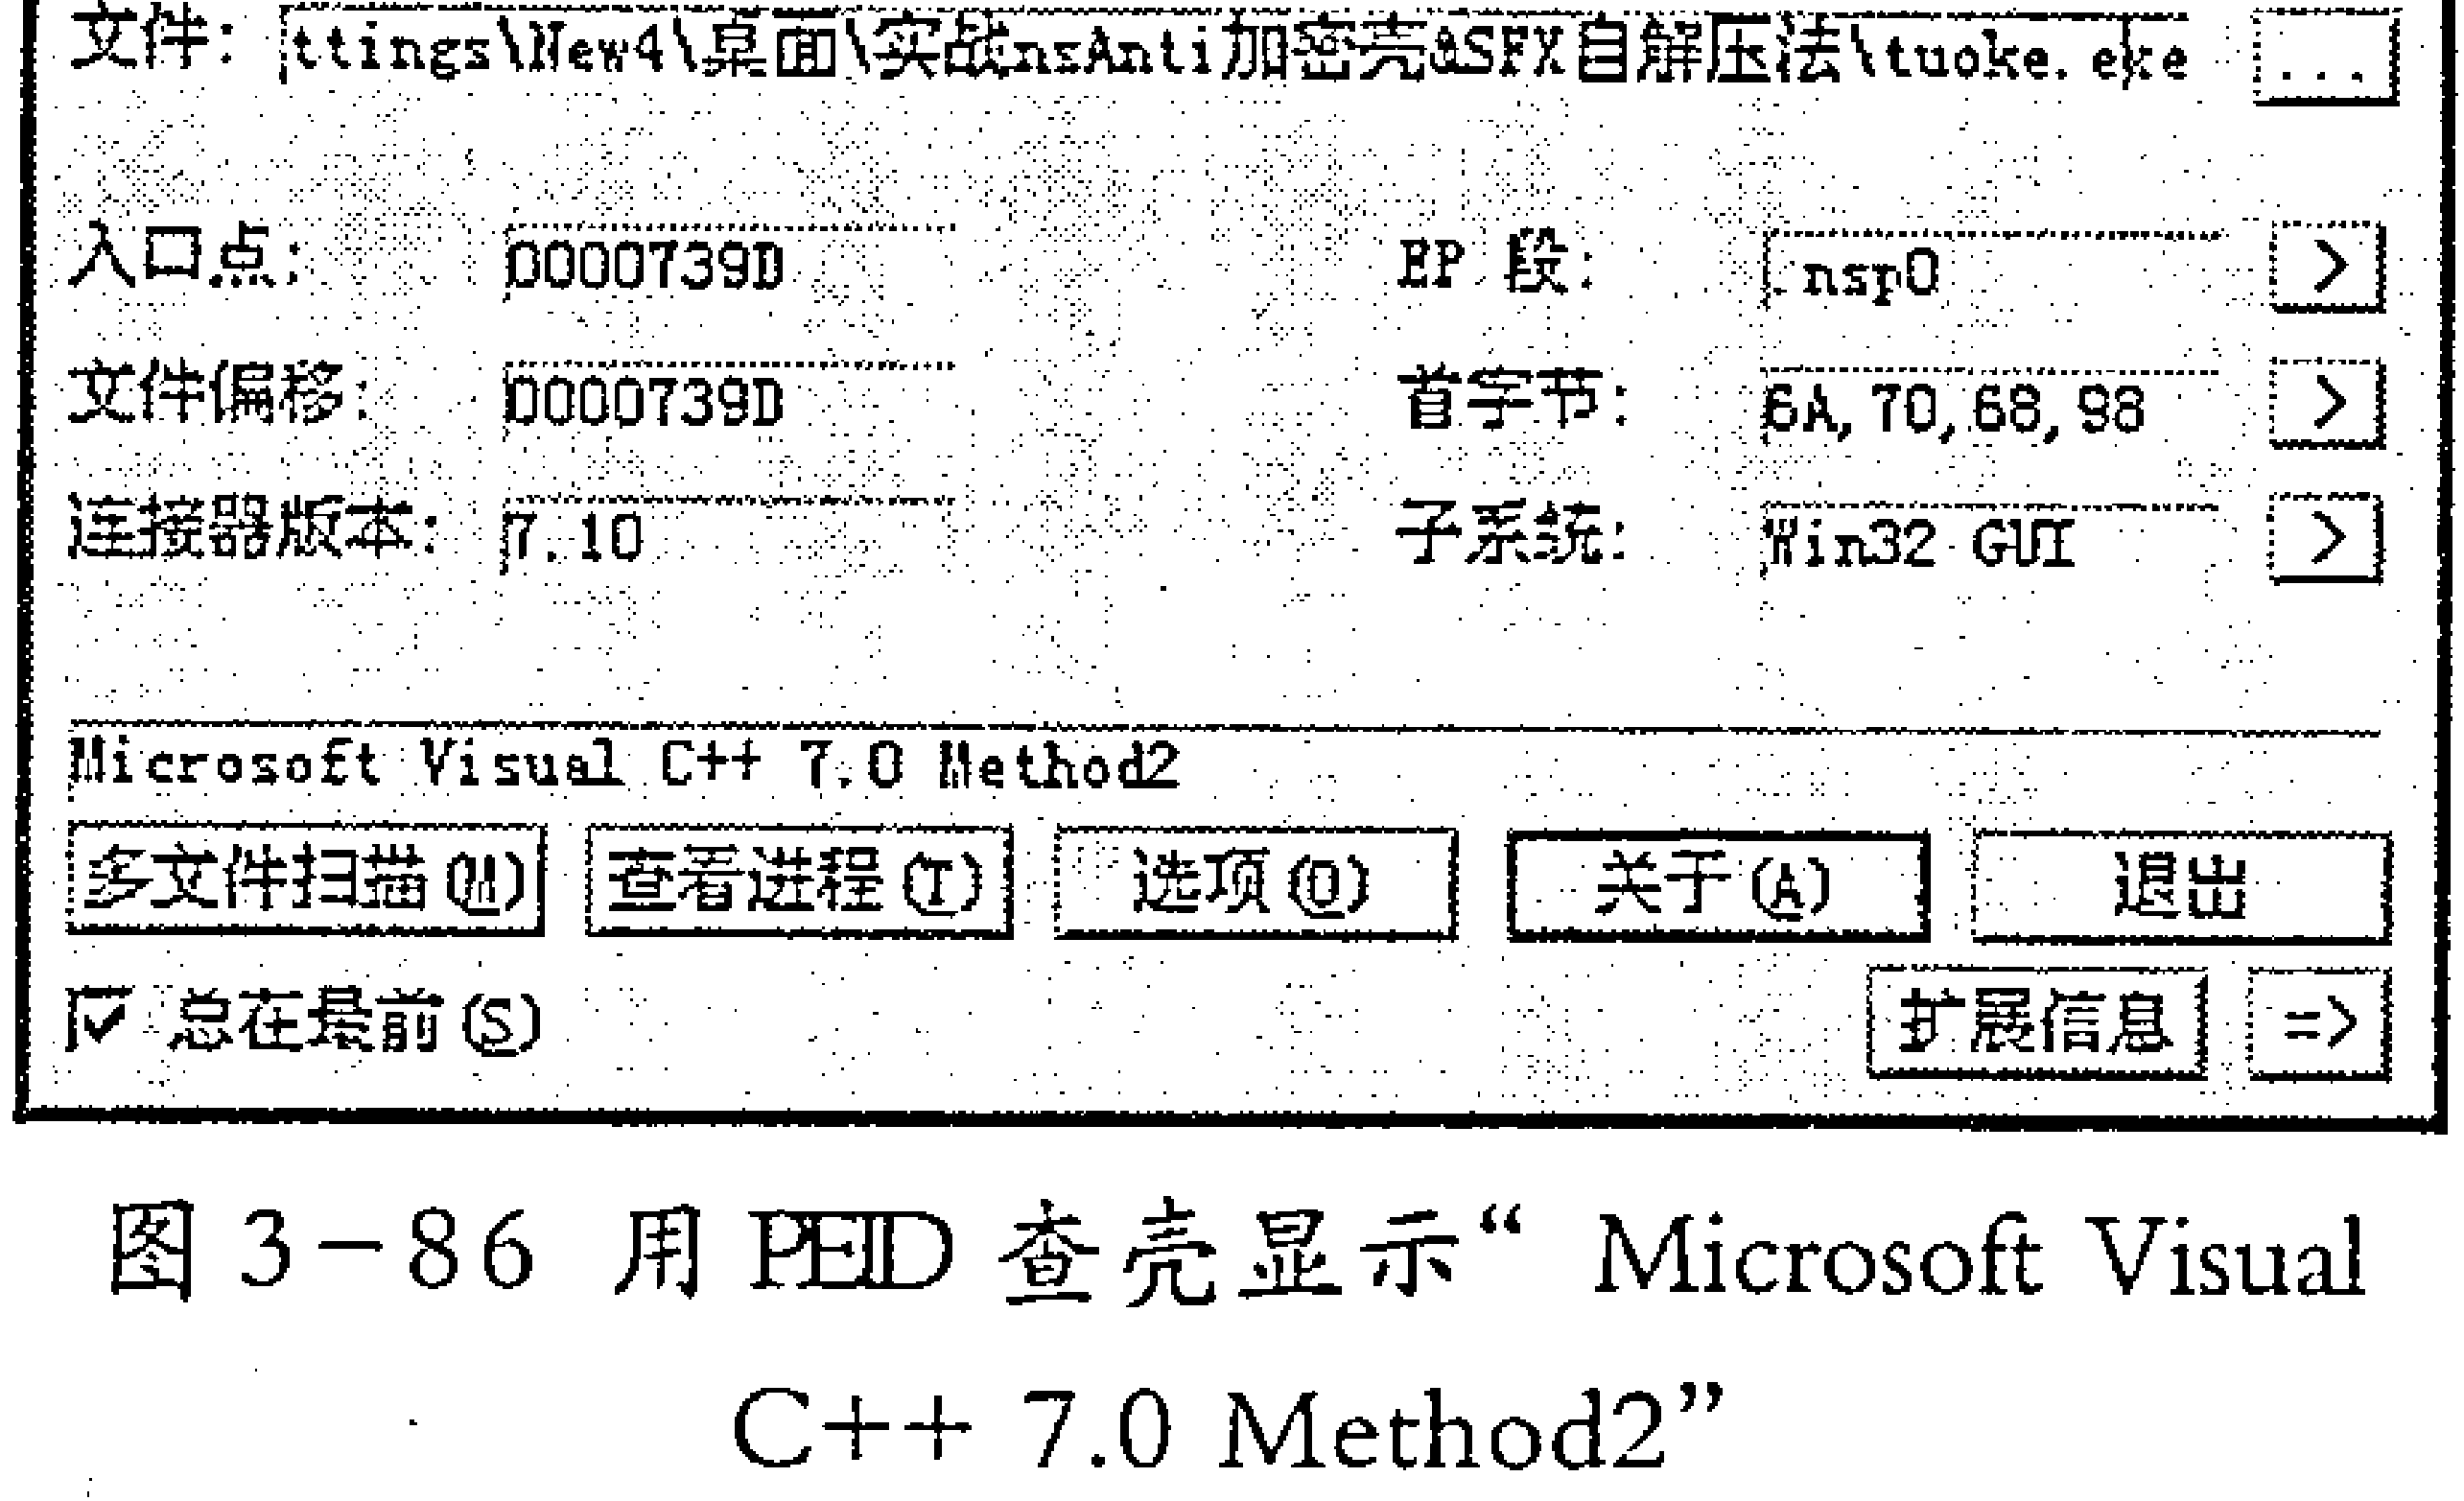 文件: ttings\New4\桌面\实战nsAnti加密壳&SFX自解压法\tuoke.exe ...
入口点: 0000739D EP 段: .nsp0 >
文件偏移: 0000739D 首字节: 6A,70,68,98 >
连接器版本: 7.10 子系统: Win32 GUI >
Microsoft Visual C++ 7.0 Method2
多文件扫描(M) 查看进程(T) 选项(O) 关于(A) 退出
总在最前(S) 扩展信息 =>
图 3-86 用 PEID 查壳显示“ Microsoft Visual
C++ 7.0 Method2”